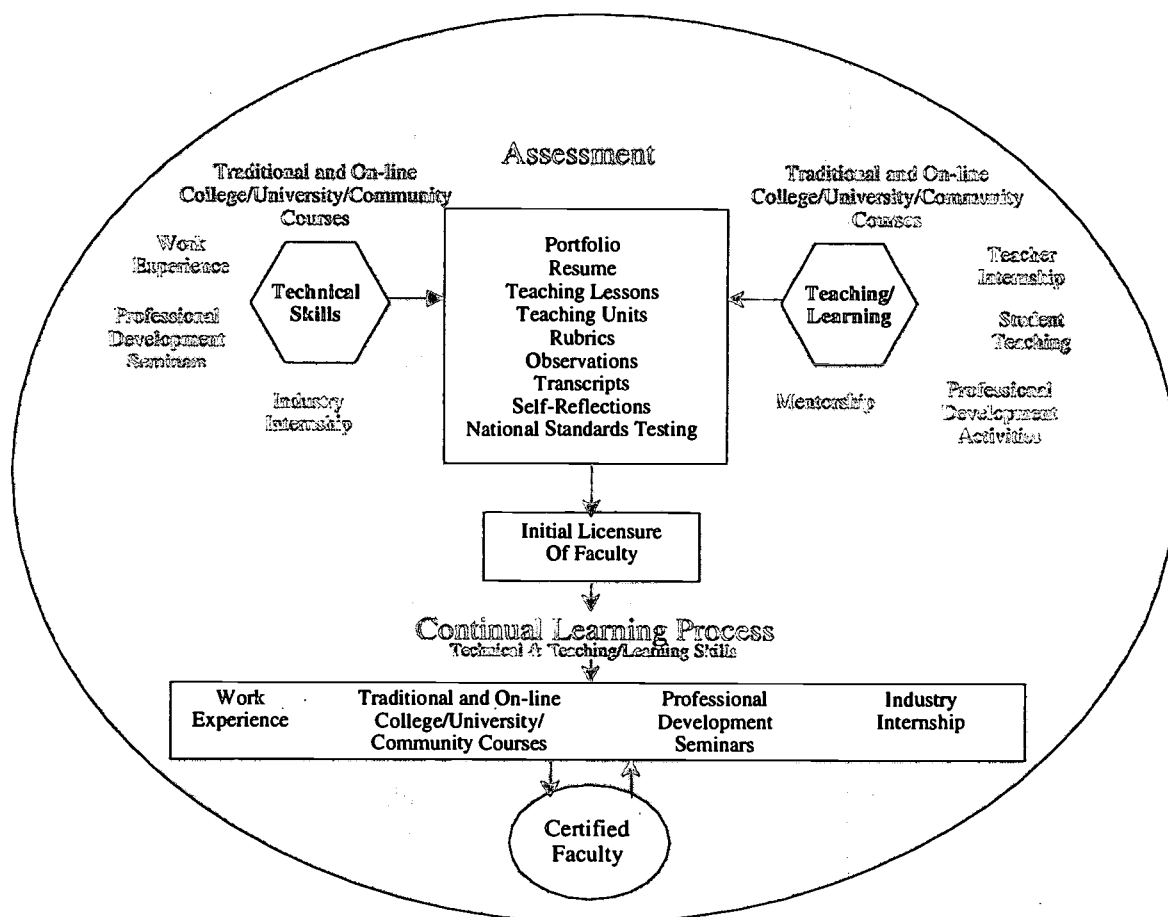 Assessment
Traditional and On-line
College/University/Community
Courses
Work
Experience
Technical
Skills
Professional
Development
Seminars
Industry
Internship
Portfolio
Resume
Teaching Lessons
Teaching Units
Rubrics
Observations
Transcripts
Self-Reflections
National Standards Testing
Traditional and On-line
College/University/Community
Courses
Teaching/
Learning
Teacher
Internship
Student
Teaching
Mentorship
Professional
Development
Activities
Initial Licensure
Of Faculty
Continual Learning Process
Technical & Teaching/Learning Skills
Work
Experience
Traditional and On-line
College/University/
Community Courses
Professional
Development
Seminars
Industry
Internship
Certified
Faculty